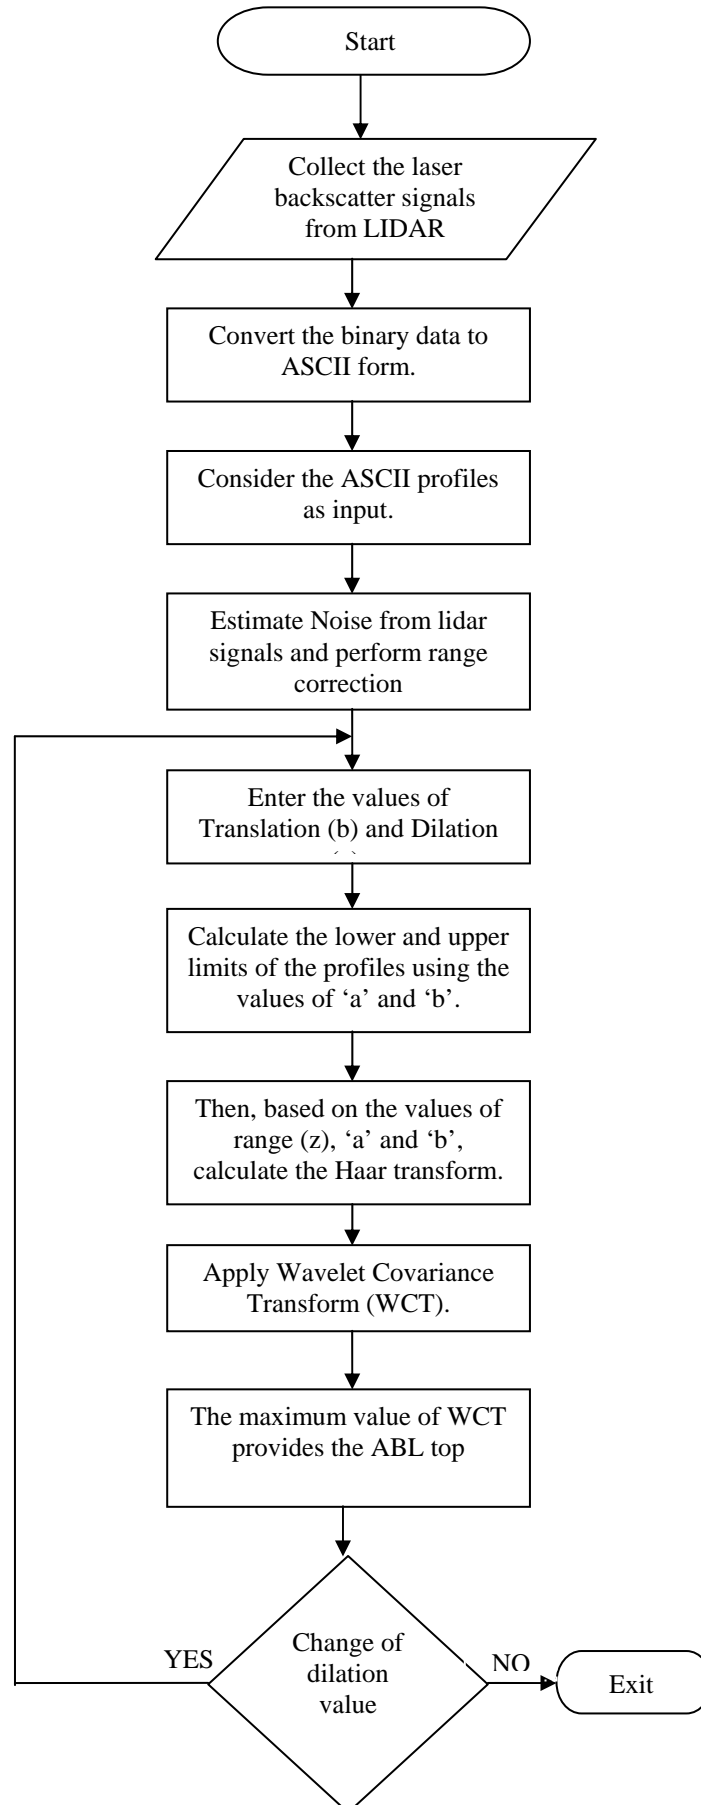 Start
Collect the laser
backscatter signals
from LIDAR
Convert the binary data to
ASCII form.
Consider the ASCII profiles
as input.
Estimate Noise from lidar
signals and perform range
correction
Enter the values of
Translation (b) and Dilation
Calculate the lower and upper
limits of the profiles using the
values of ‘a’ and ‘b’.
Then, based on the values of
range (z), ‘a’ and ‘b’,
calculate the Haar transform.
Apply Wavelet Covariance
Transform (WCT).
The maximum value of WCT
provides the ABL top
YES
Change of
dilation
value
NO
Exit